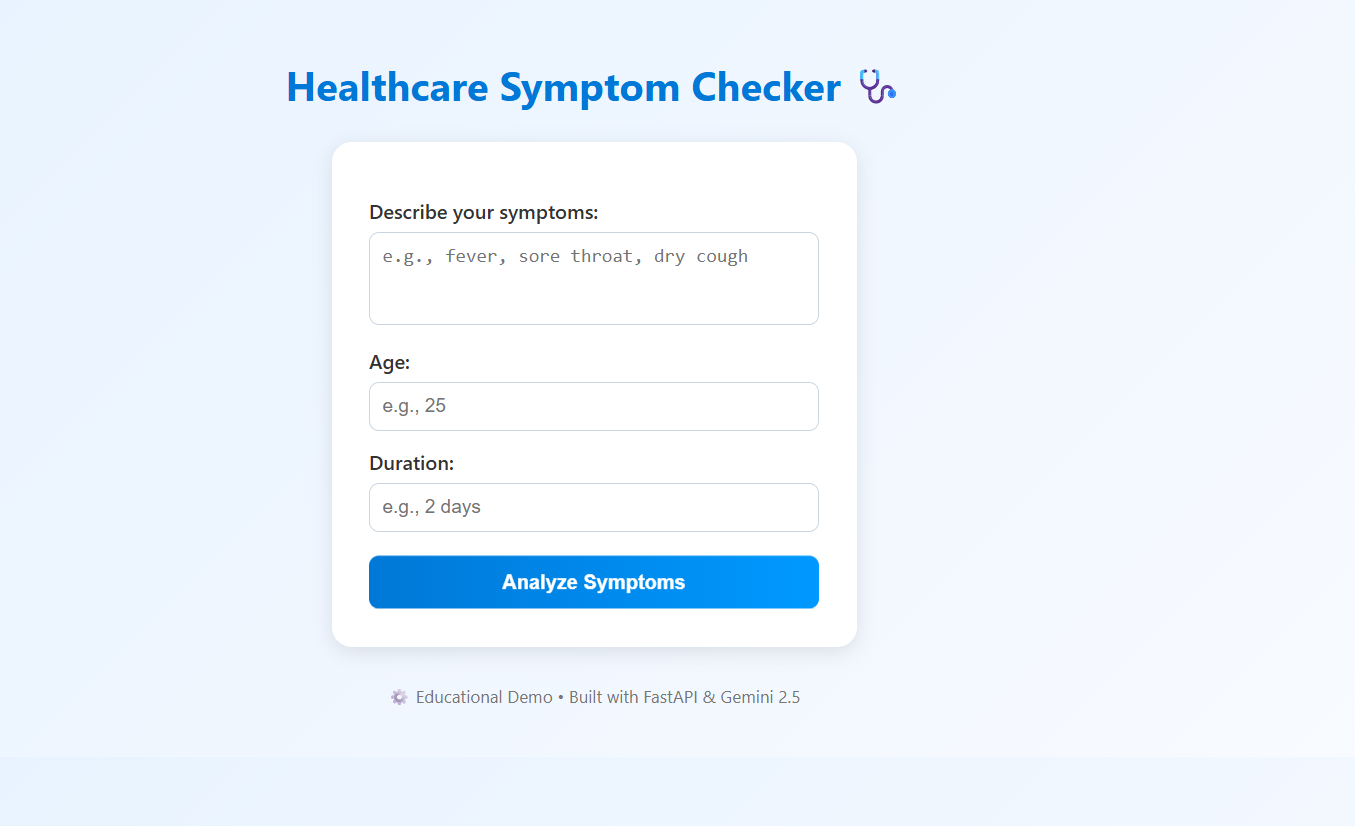 Healthcare Symptom Checker 🩺
Describe your symptoms:
e.g., fever, sore throat, dry cough
Age:
e.g., 25
Duration:
e.g., 2 days
Analyze Symptoms
⚙️ Educational Demo • Built with FastAPI & Gemini 2.5